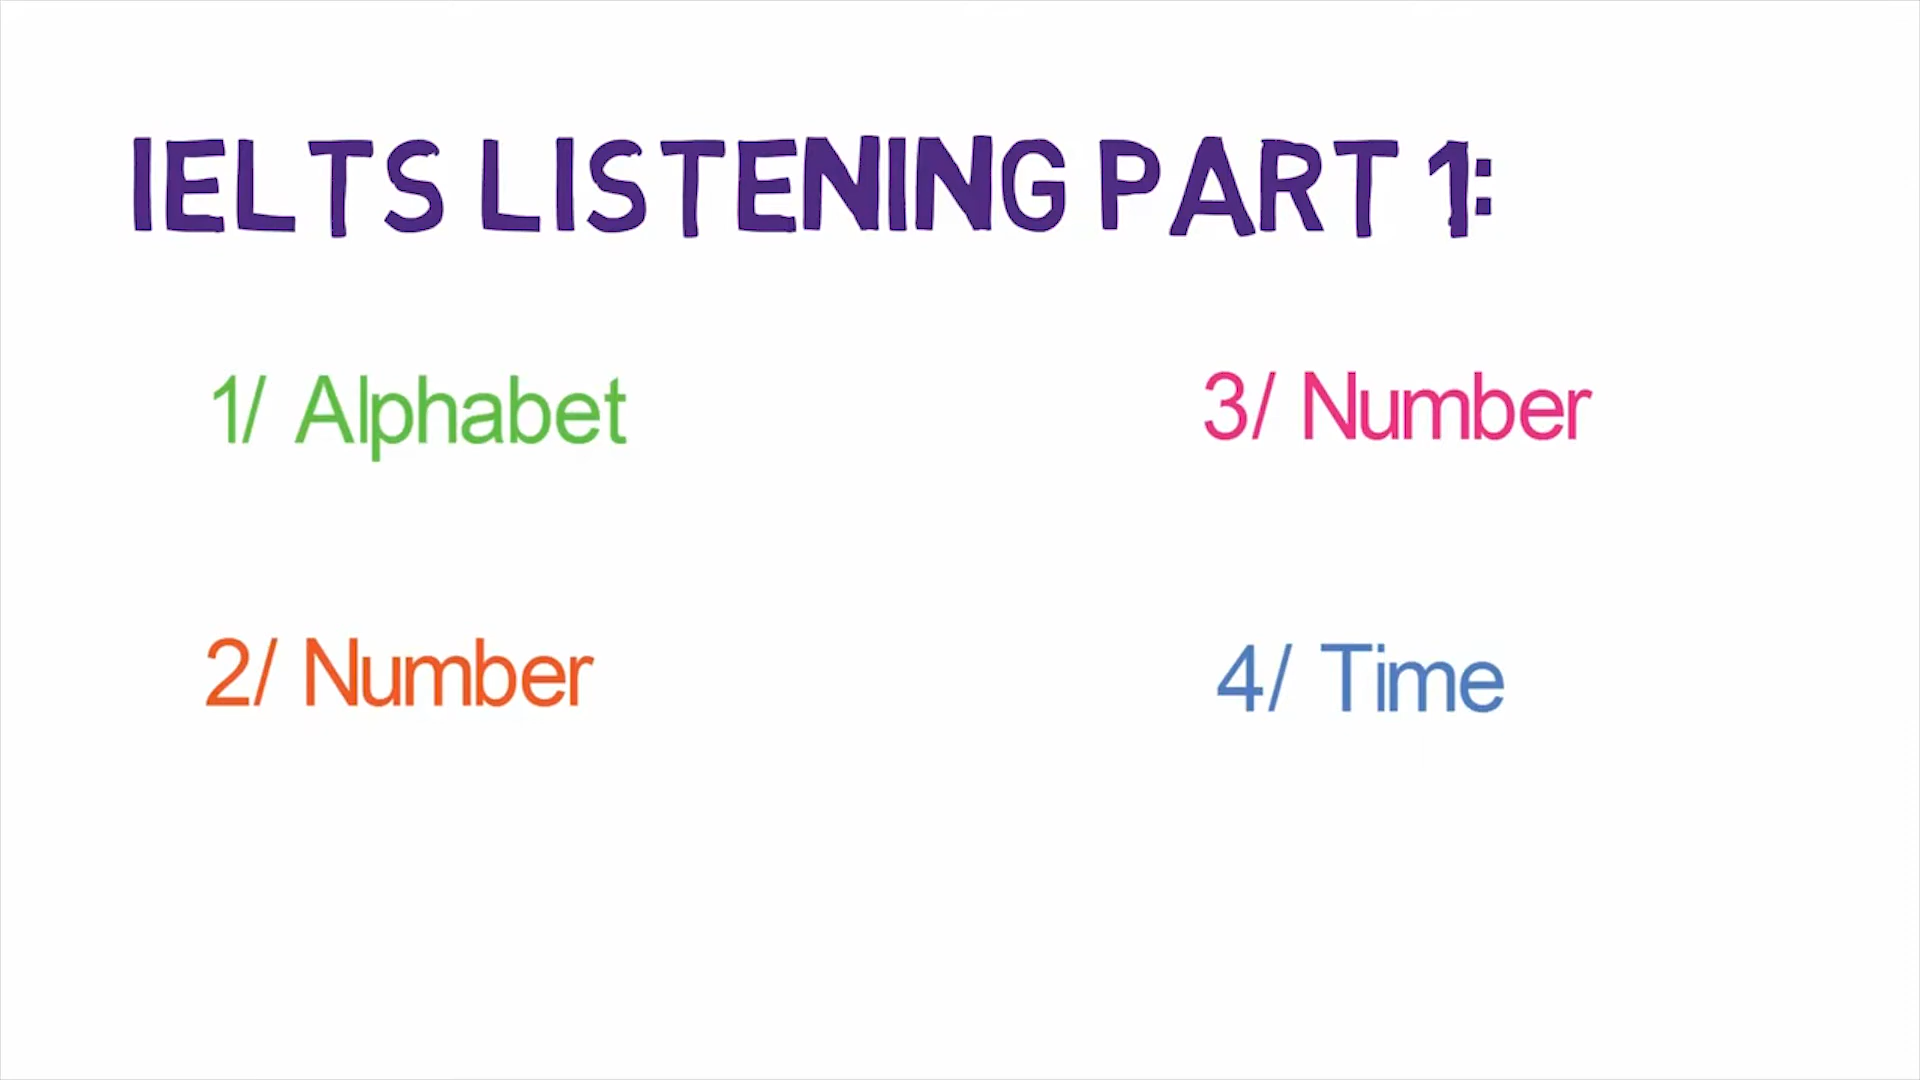 IELTS LISTENING PART 1:
1/ Alphabet
2/ Number
3/ Number
4/ Time